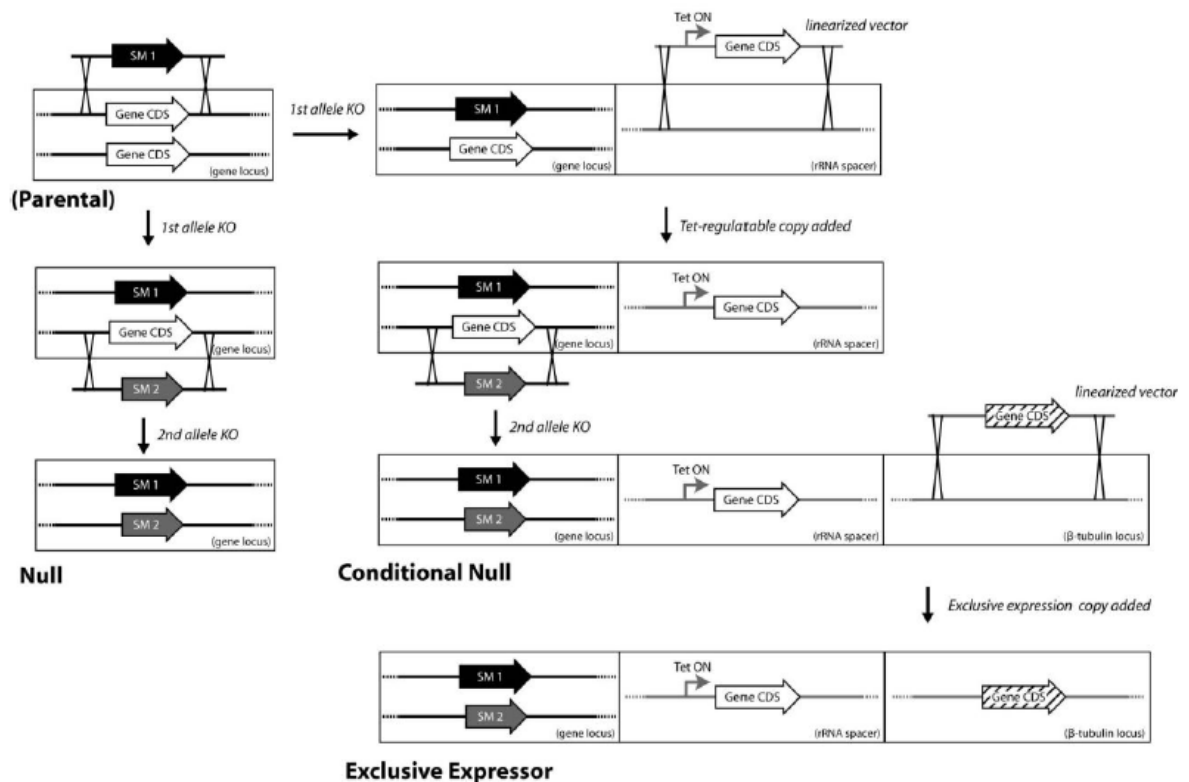 Tet ON
linearized vector
SM 1
Gene CDS
Gene CDS
Gene CDS
(gene locus)
1st allele KO
SM 1
Gene CDS
(gene locus)
(rRNA spacer)
(Parental)
1st allele KO
Tet-regulatable copy added
SM 1
Gene CDS
(gene locus)
SM 2
SM 1
Gene CDS
(gene locus)
SM 2
Tet ON
Gene CDS
(rRNA spacer)
linearized vector
Gene CDS
2nd allele KO
2nd allele KO
SM 1
SM 2
(gene locus)
SM 1
SM 2
(gene locus)
Tet ON
Gene CDS
(rRNA spacer)
(β-tubulin locus)
Null
Conditional Null
Exclusive expression copy added
SM 1
SM 2
(gene locus)
Tet ON
Gene CDS
(rRNA spacer)
Gene CDS
(β-tubulin locus)
Exclusive Expressor